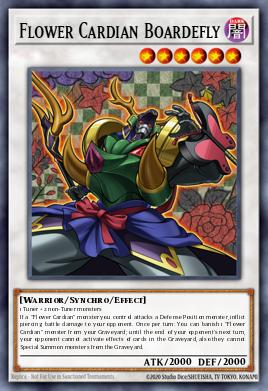 FLOWER CARDIAN BOARDEFLY
DARK
闇
[WARRIOR/SYNCHRO/EFFECT]
1 Tuner + 2 non-Tuner monsters
If a "Flower Cardian" monster you control attacks a Defense Position monster, inflict
piercing battle damage to your opponent. Once per turn: You can banish 1 "Flower
Cardian" monster from your Graveyard; until the end of your opponent's next turn,
your opponent cannot activate effects of cards in the Graveyard, also they cannot
Special Summon monsters from the Graveyard.
ATK/2000 DEF/2000
Replica - Not For Use in Sanctioned Tournaments
©2020 Studio Dice/SHUEISHA, TV TOKYO, KONAMI